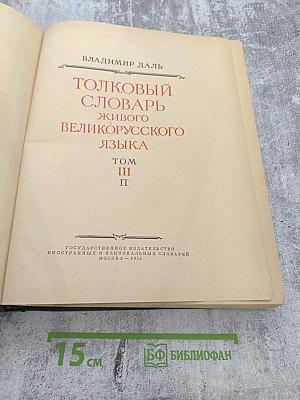 ВЛАДИМИР ДАЛЬ
ТОЛКОВЫЙ
СЛОВАРЬ
ЖИВОГО
ВЕЛИКОРУССКОГО
ЯЗЫКА
ТОМ
III
П
ГОСУДАРСТВЕННОЕ ИЗДАТЕЛЬСТВО
ИНОСТРАННЫХ И НАЦИОНАЛЬНЫХ СЛОВАРЕЙ
МОСКВА — 1955
15 см
БФ БИБЛИОФАН